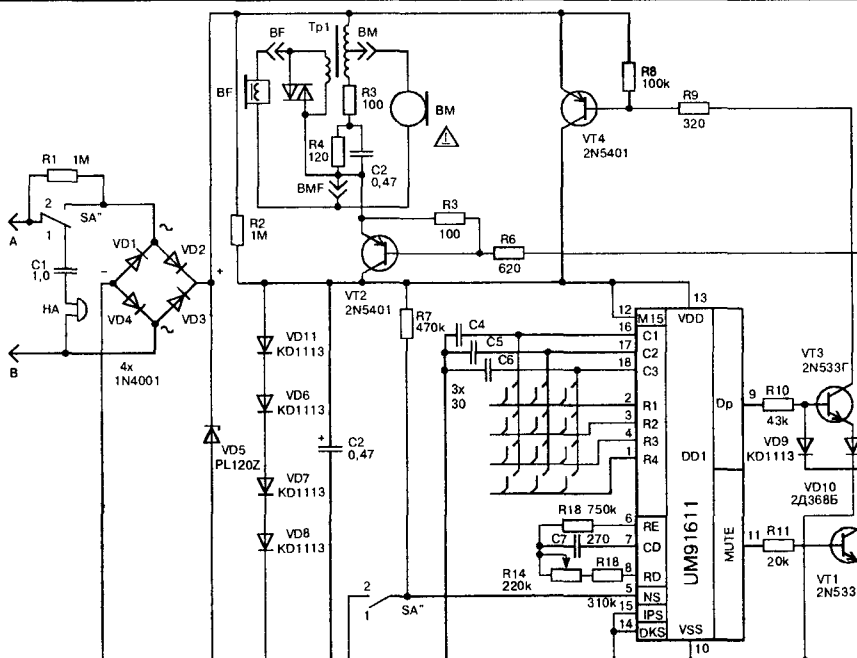 Tp1
BF
BM
BF
R3
100
BM
R4
120
C2
0,47
BMF
R8
100k
R9
320
VT4
2N5401
R1 1M
2
SA"
A
1
C1
1,0
HA
B
VD1
VD2
VD4
VD3
~
~
−
+
4x
1N4001
R2
1M
R3
100
R6
620
VT2
2N5401
R7
470k
C4
C5
C6
3x
30
VD11
KD1113
VD6
KD1113
VD7
KD1113
VD8
KD1113
VD5
PL120Z
+
C2
0,47
12
M15
16
C1
17
C2
18
C3
2
R1
3
R2
4
R3
1
R4
6
RE
7
CD
8
RD
5
NS
15
IPS
14
DKS
13
VDD
Dp
DD1
UM91611
MUTE
VSS
10
9
R10
43k
VT3
2N533Г
VD9
KD1113
VD10
2Д368Б
11
R11
20k
VT1
2N533
R18 750k
C7 270
R14
220k
R18
310k
2
1
SA"